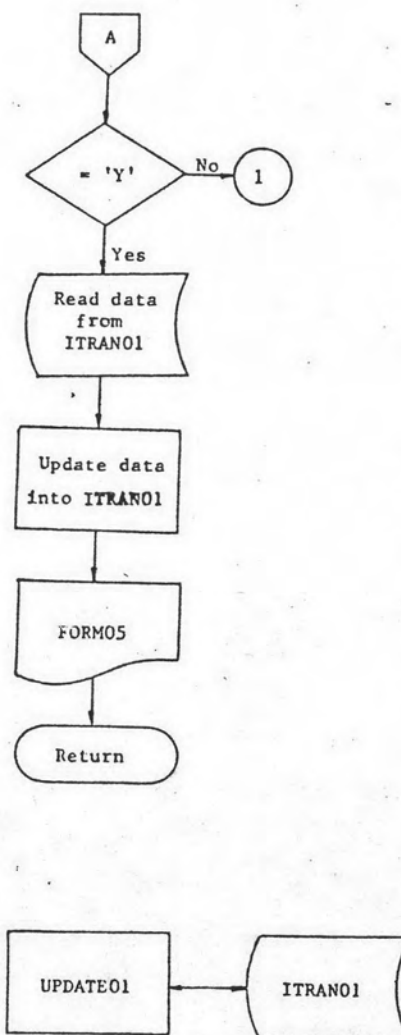 A
= 'Y'
No
1
Yes
Read data
from
ITRAN01
Update data
into ITRAN01
FORM05
Return
UPDATE01
ITRAN01